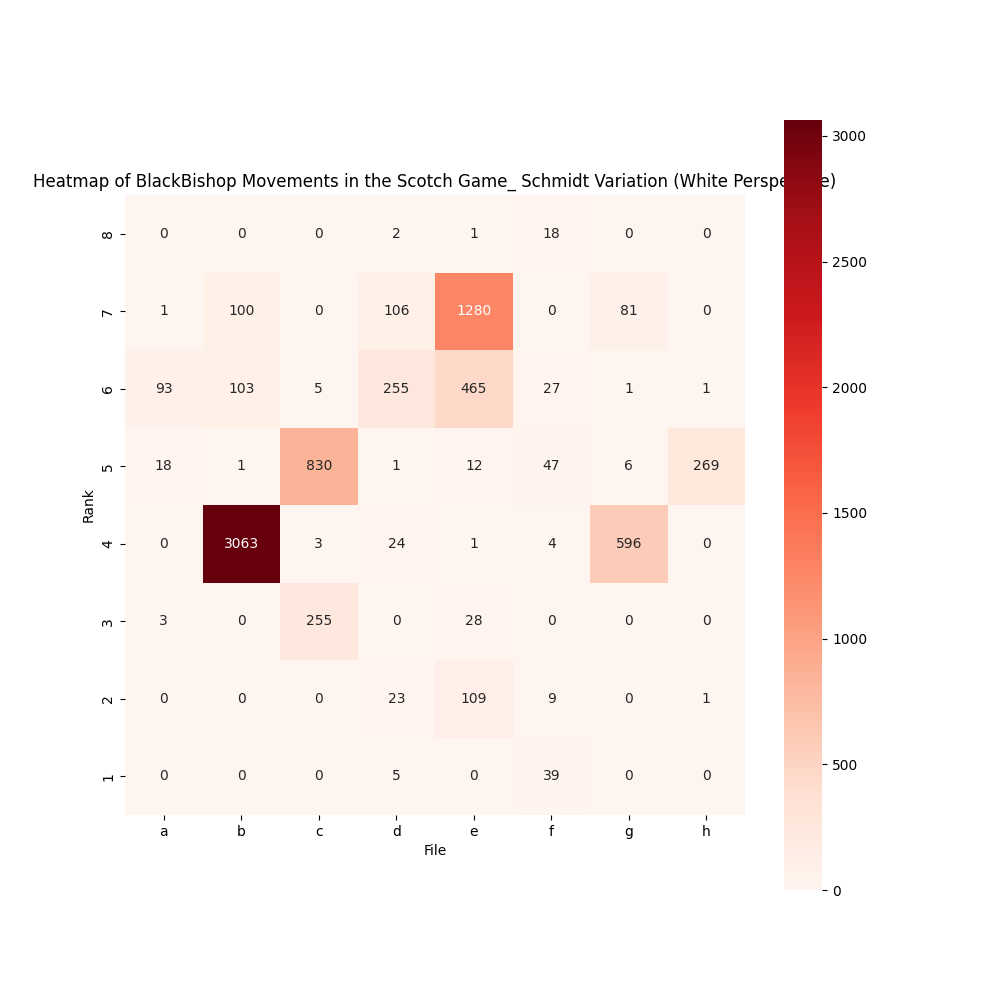 Heatmap of BlackBishop Movements in the Scotch Game_ Schmidt Variation (White Perspe e)
8 0 0 0 2 1 18 0 0
7 1 100 0 106 1280 0 81 0
6 93 103 5 255 465 27 1 1
5 18 1 830 1 12 47 6 269
4 0 3063 3 24 1 4 596 0
3 3 0 255 0 28 0 0 0
2 0 0 0 23 109 9 0 1
1 0 0 0 5 0 39 0 0
a b c d e f g h
File
Rank
3000
2500
2000
1500
1000
500
0